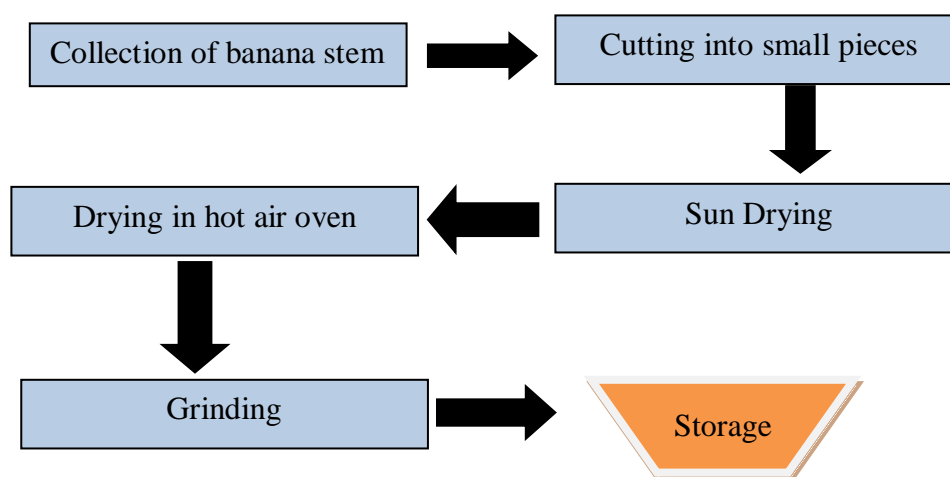 Collection of banana stem
Cutting into small pieces
Sun Drying
Drying in hot air oven
Grinding
Storage